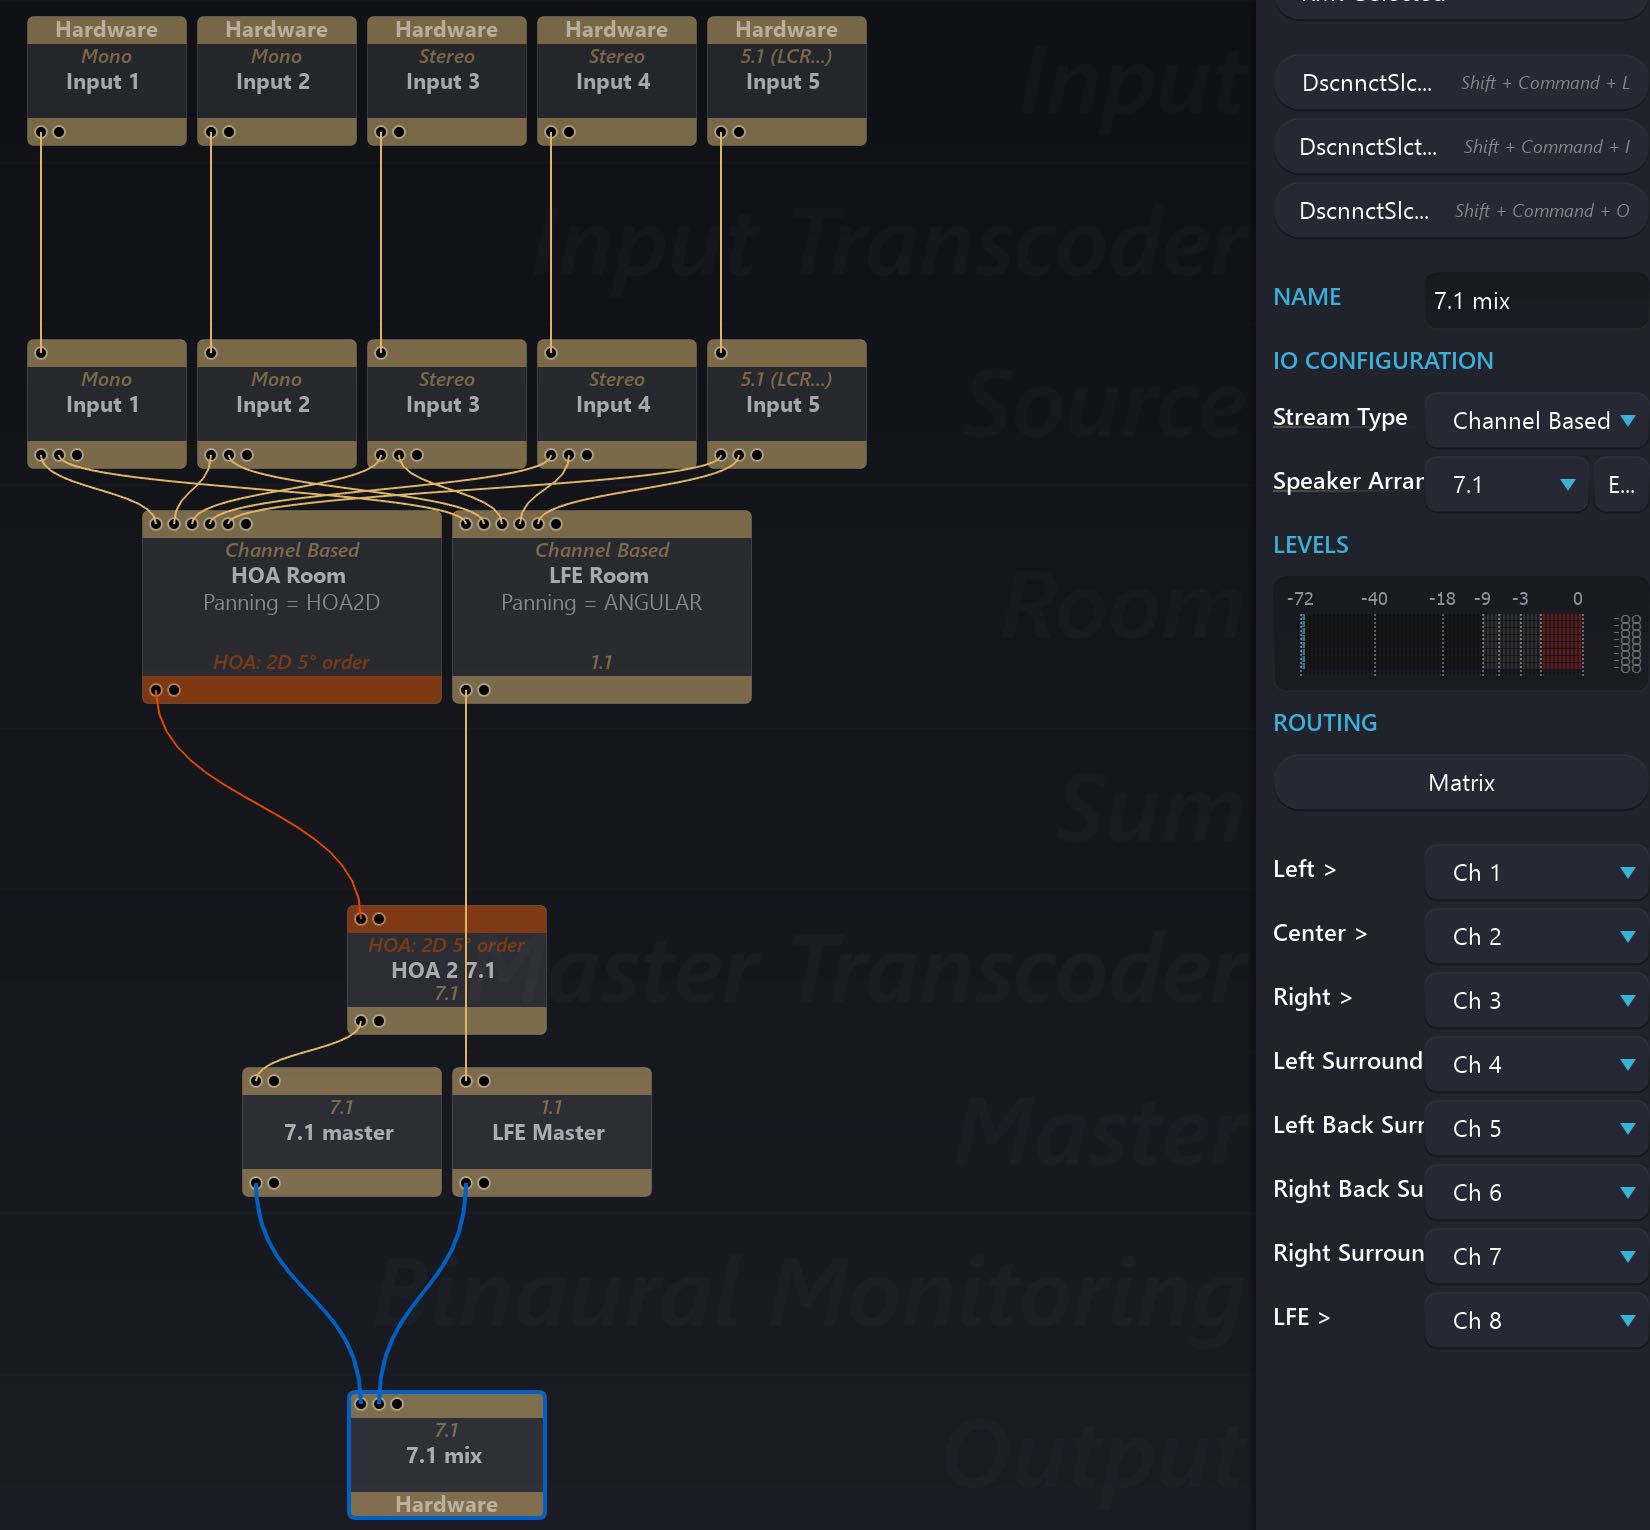 Hardware
Mono
Input 1
Hardware
Mono
Input 2
Hardware
Stereo
Input 3
Hardware
Stereo
Input 4
Hardware
5.1 (LCR...)
Input 5
Input
Input Transcoder
Mono
Input 1
Mono
Input 2
Stereo
Input 3
Stereo
Input 4
5.1 (LCR...)
Input 5
Source
Channel Based
HOA Room
Panning = HOA2D
HOA: 2D 5° order
Channel Based
LFE Room
Panning = ANGULAR
1.1
Room
Sum
HOA: 2D 5° order
HOA 2 7.1
7.1
Master Transcoder
7.1
7.1 master
1.1
LFE Master
Master
Binaural Monitoring
7.1
7.1 mix
Hardware
Output
DscnnctSlc... Shift + Command + L
DscnnctSlct... Shift + Command + I
DscnnctSlc... Shift + Command + O
NAME 7.1 mix
IO CONFIGURATION
Stream Type Channel Based
Speaker Arrar 7.1 E...
LEVELS
-72 -40 -18 -9 -3 0
ROUTING
Matrix
Left > Ch 1
Center > Ch 2
Right > Ch 3
Left Surround Ch 4
Left Back Surr Ch 5
Right Back Su Ch 6
Right Surroun Ch 7
LFE > Ch 8